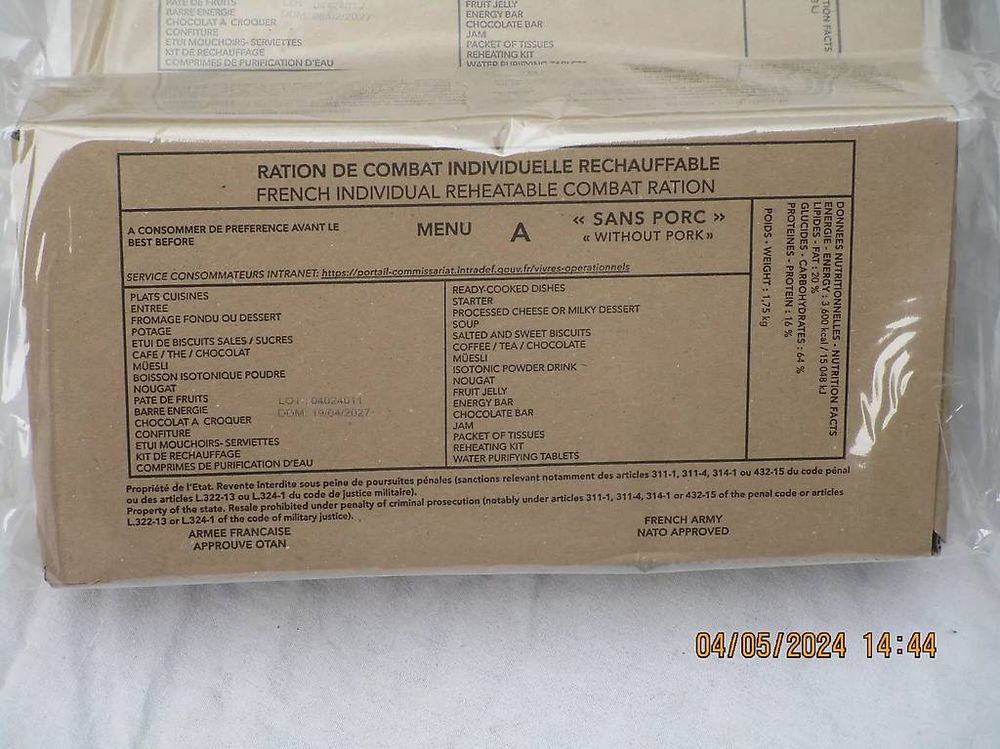 PATE DE FRUITS
BARRE ENERGIE
CHOCOLAT A CROQUER
CONFITURE
ETUI MOUCHOIRS- SERVIETTES
KIT DE RECHAUFFAGE
COMPRIMES DE PURIFICATION D'EAU
FRUIT JELLY
ENERGY BAR
CHOCOLATE BAR
JAM
PACKET OF TISSUES
REHEATING KIT
WATER PURIFYING TABLETS
RATION DE COMBAT INDIVIDUELLE RECHAUFFABLE
FRENCH INDIVIDUAL REHEATABLE COMBAT RATION
A CONSOMMER DE PREFERENCE AVANT LE
BEST BEFORE
MENU A
« SANS PORC »
« WITHOUT PORK »
SERVICE CONSOMMATEURS INTRANET: https://portail-commissariat.intradef.gouv.fr/vivres-operationnels
PLATS CUISINES
ENTREE
FROMAGE FONDU OU DESSERT
POTAGE
ETUI DE BISCUITS SALES / SUCRES
CAFE / THE / CHOCOLAT
MÜESLI
BOISSON ISOTONIQUE POUDRE
NOUGAT
PATE DE FRUITS
BARRE ENERGIE
CHOCOLAT A CROQUER
CONFITURE
ETUI MOUCHOIRS- SERVIETTES
KIT DE RECHAUFFAGE
COMPRIMES DE PURIFICATION D'EAU
LOT : 04024011
DDM: 19/04/2027
READY-COOKED DISHES
STARTER
PROCESSED CHEESE OR MILKY DESSERT
SOUP
SALTED AND SWEET BISCUITS
COFFEE / TEA / CHOCOLATE
MÜESLI
ISOTONIC POWDER DRINK
NOUGAT
FRUIT JELLY
ENERGY BAR
CHOCOLATE BAR
JAM
PACKET OF TISSUES
REHEATING KIT
WATER PURIFYING TABLETS
DONNEES NUTRITIONNELLES - NUTRITION FACTS
ENERGIE - ENERGY : 3 600 kcal / 15 048 kJ
LIPIDES - FAT : 20 %
GLUCIDES - CARBOHYDRATES : 64 %
PROTEINES - PROTEIN : 16 %
POIDS - WEIGHT : 1,75 kg
Propriété de l'Etat. Revente interdite sous peine de poursuites pénales (sanctions relevant notamment des articles 311-1, 311-4, 314-1 ou 432-15 du code pénal
ou des articles L.322-13 ou L.324-1 du code de justice militaire).
Property of the state. Resale prohibited under penalty of criminal prosecution (notably under articles 311-1, 311-4, 314-1 or 432-15 of the penal code or articles
L.322-13 or L.324-1 of the code of military justice).
ARMEE FRANCAISE
APPROUVE OTAN
FRENCH ARMY
NATO APPROVED
04/05/2024 14:44